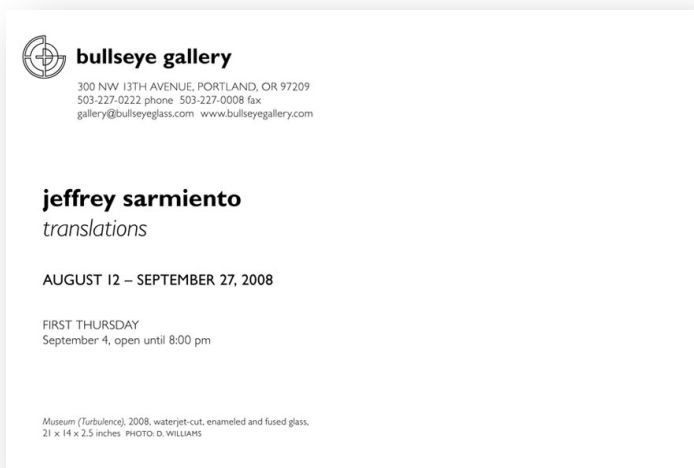 bullseye gallery
300 NW 13TH AVENUE, PORTLAND, OR 97209
503-227-0222 phone 503-227-0008 fax
gallery@bullseyeglass.com www.bullseyegallery.com
jeffrey sarmiento
translations
AUGUST 12 – SEPTEMBER 27, 2008
FIRST THURSDAY
September 4, open until 8:00 pm
Museum (Turbulence), 2008, waterjet-cut, enameled and fused glass,
21 x 14 x 2.5 inches PHOTO: D. WILLIAMS